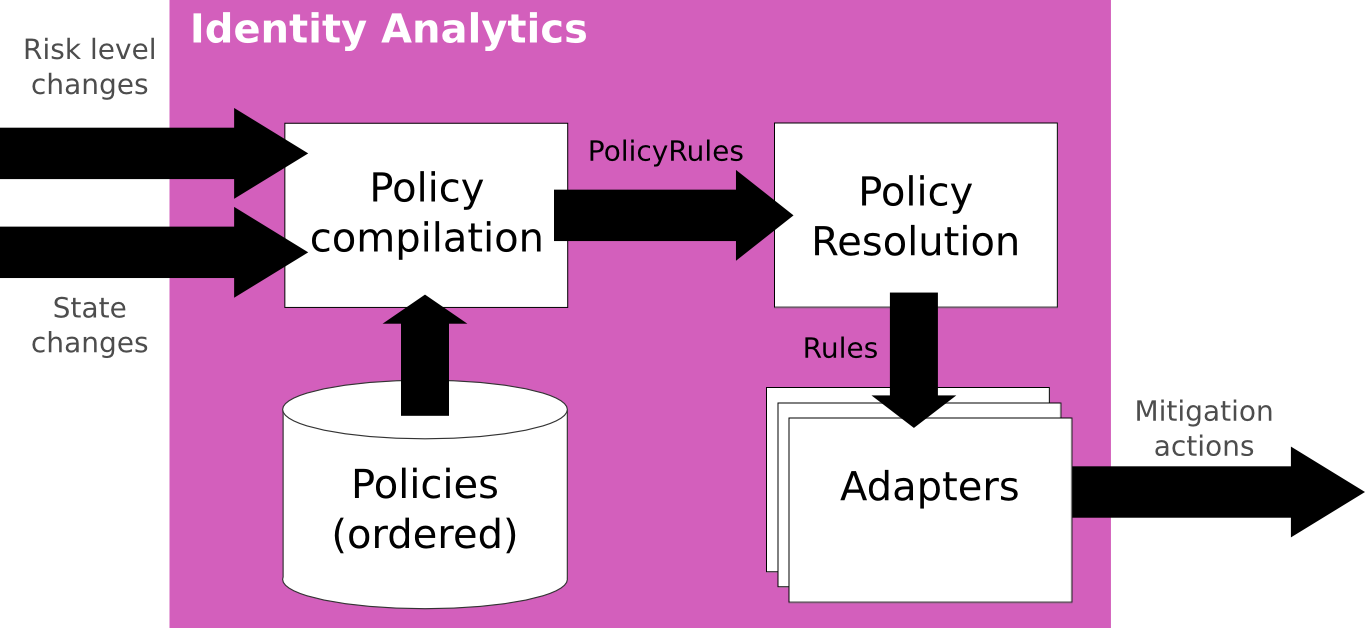 Identity Analytics
Risk level
changes
PolicyRules
Policy
compilation
Policy
Resolution
State
changes
Rules
Mitigation
actions
Policies
(ordered)
Adapters